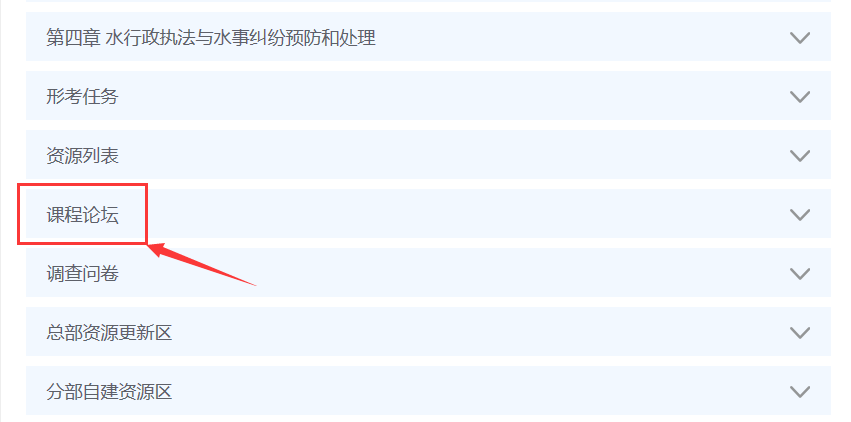 第四章 水行政执法与水事纠纷预防和处理
形考任务
资源列表
课程论坛
调查问卷
总部资源更新区
分部自建资源区